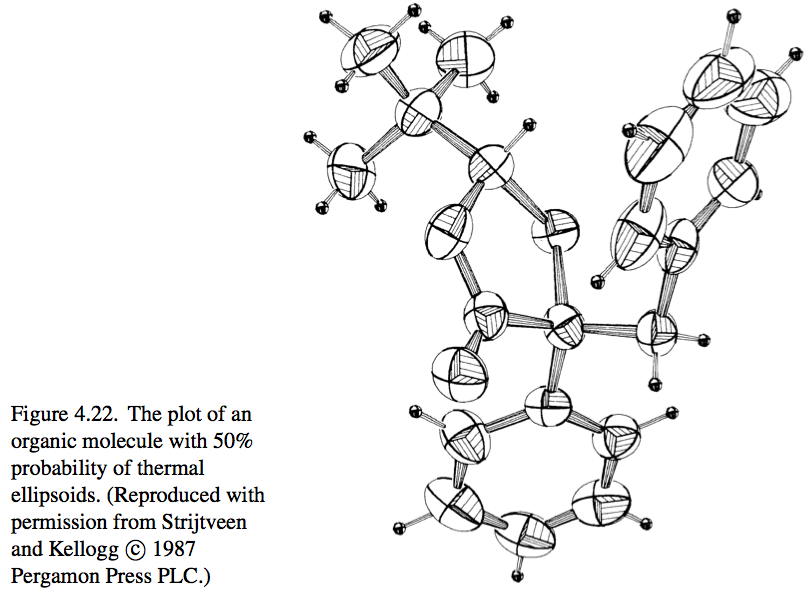 Figure 4.22. The plot of an
organic molecule with 50%
probability of thermal
ellipsoids. (Reproduced with
permission from Strijtveen
and Kellogg © 1987
Pergamon Press PLC.)